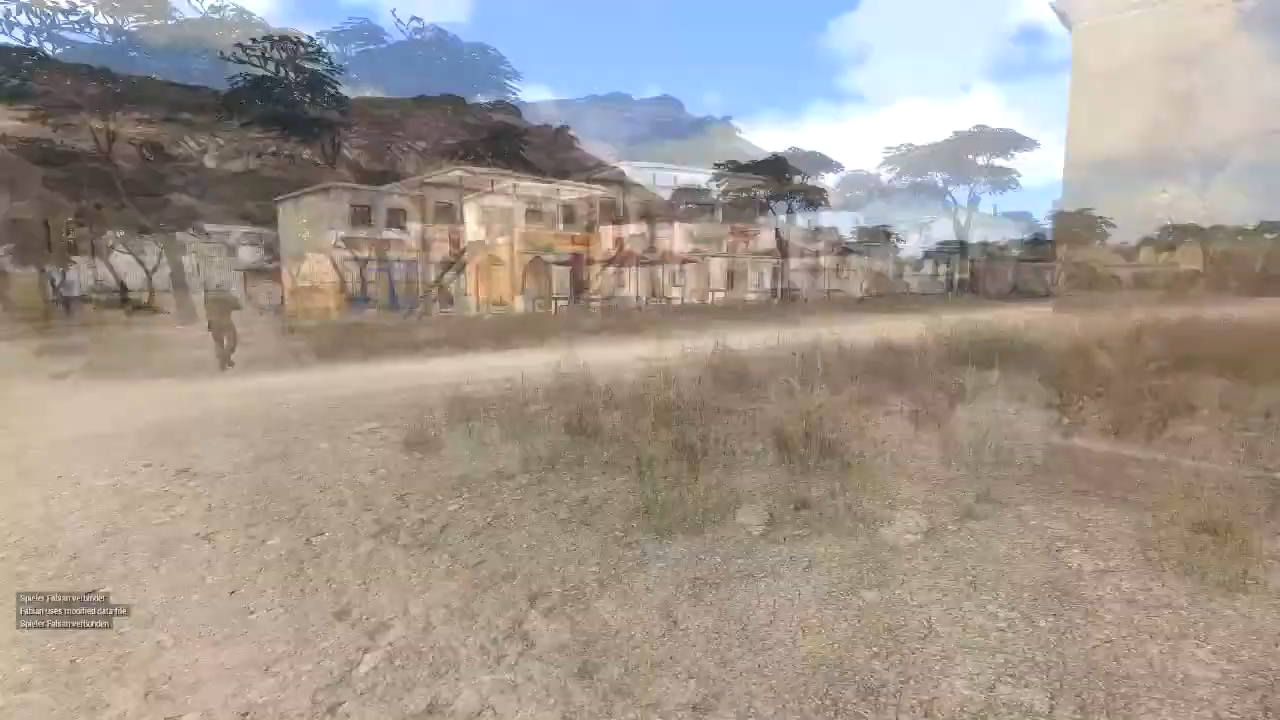 Spieler Fabian verbindet
Fabian uses modified data file
Spieler Fabian verbunden